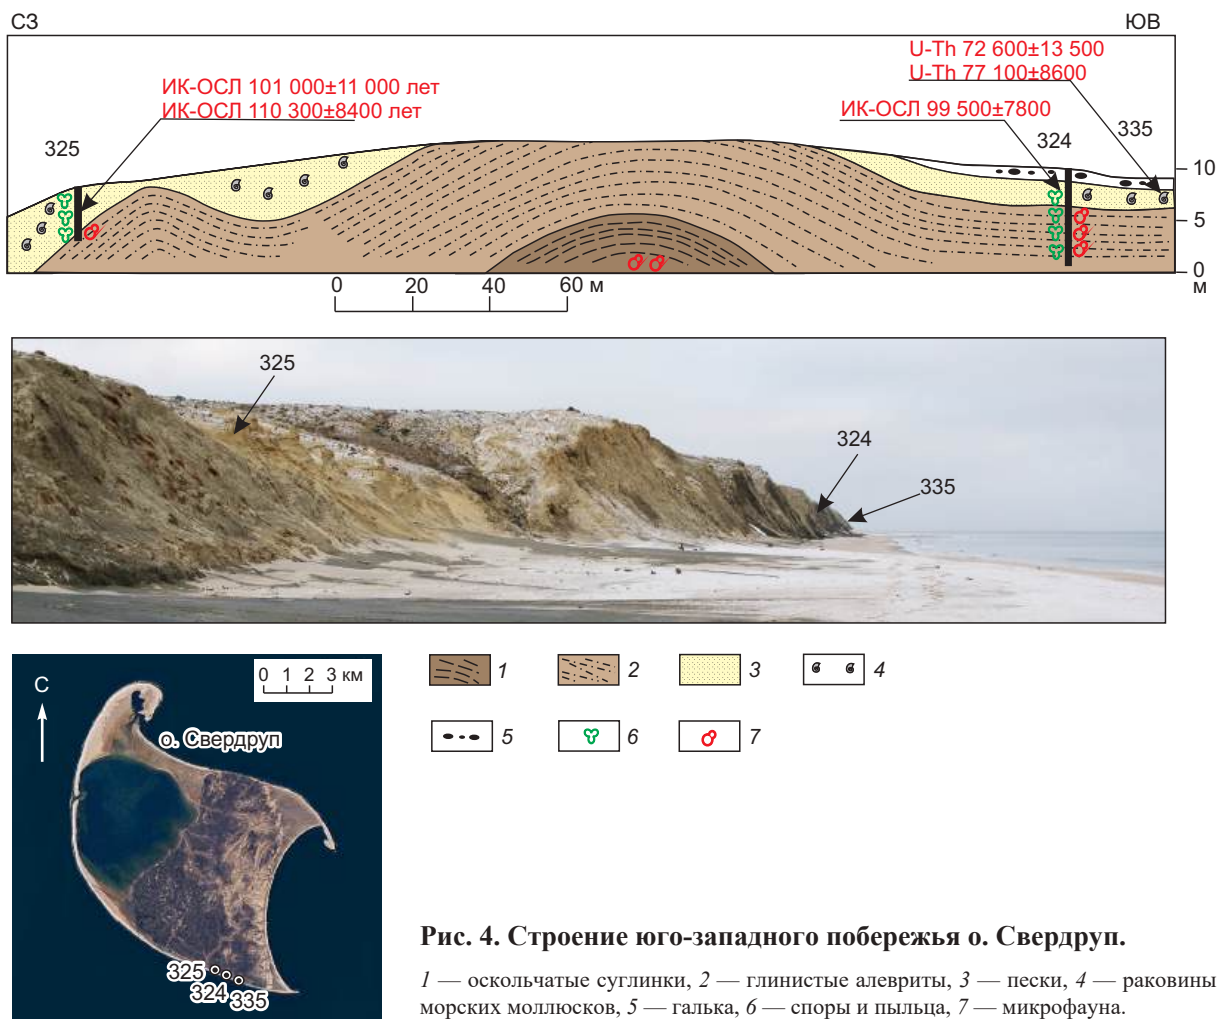 СЗ
ЮВ
U-Th 72 600±13 500
U-Th 77 100±8600
ИК-ОСЛ 101 000±11 000 лет
ИК-ОСЛ 110 300±8400 лет
ИК-ОСЛ 99 500±7800
335
324
325
10
5
0
м
0 20 40 60 м
325
324
335
0 1 2 3 км
С
о. Свердруп
325
324
335
1 2 3 4
5 6 7
Рис. 4. Строение юго-западного побережья о. Свердруп.
1 — оскольчатые суглинки, 2 — глинистые алевриты, 3 — пески, 4 — раковины
морских моллюсков, 5 — галька, 6 — споры и пыльца, 7 — микрофауна.